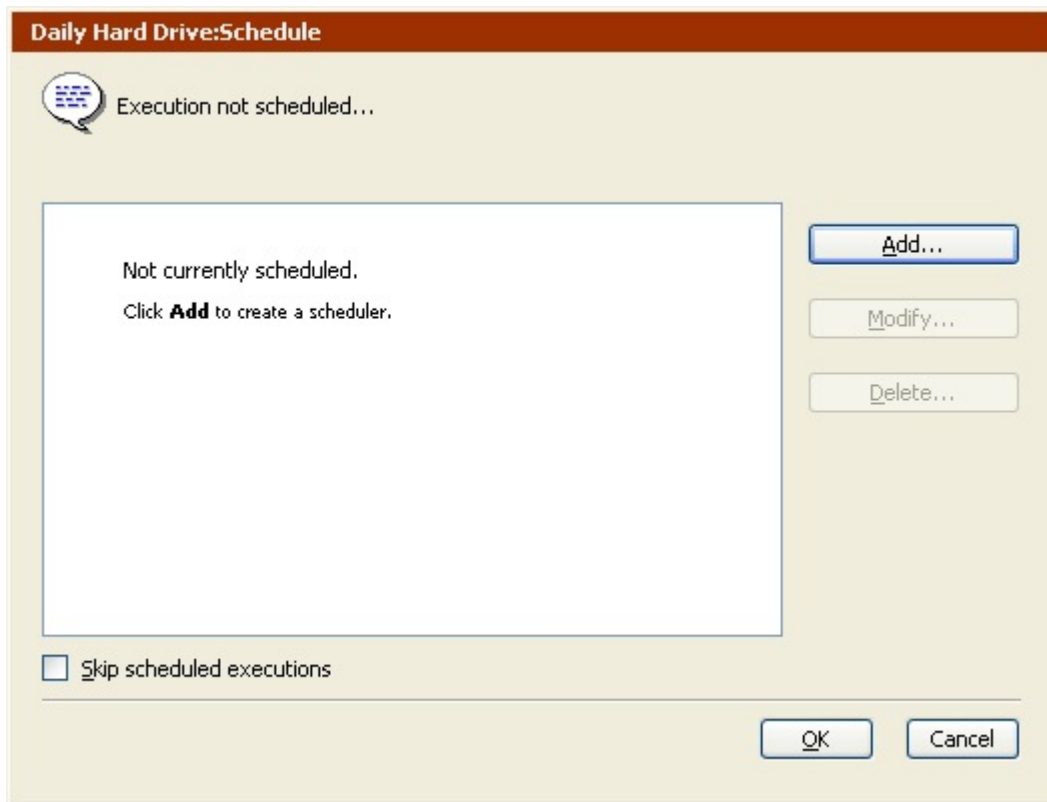 Daily Hard Drive:Schedule
Execution not scheduled...
Not currently scheduled.
Click Add to create a scheduler.
Add...
Modify...
Delete...
Skip scheduled executions
OK
Cancel